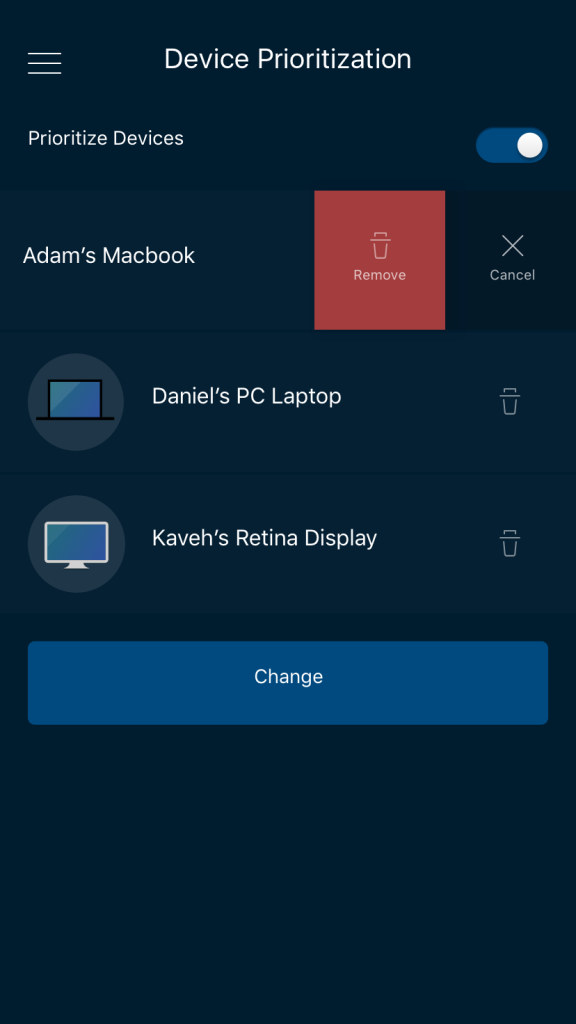 Device Prioritization
Prioritize Devices
Adam’s Macbook
Remove
Cancel
Daniel’s PC Laptop
Kaveh’s Retina Display
Change